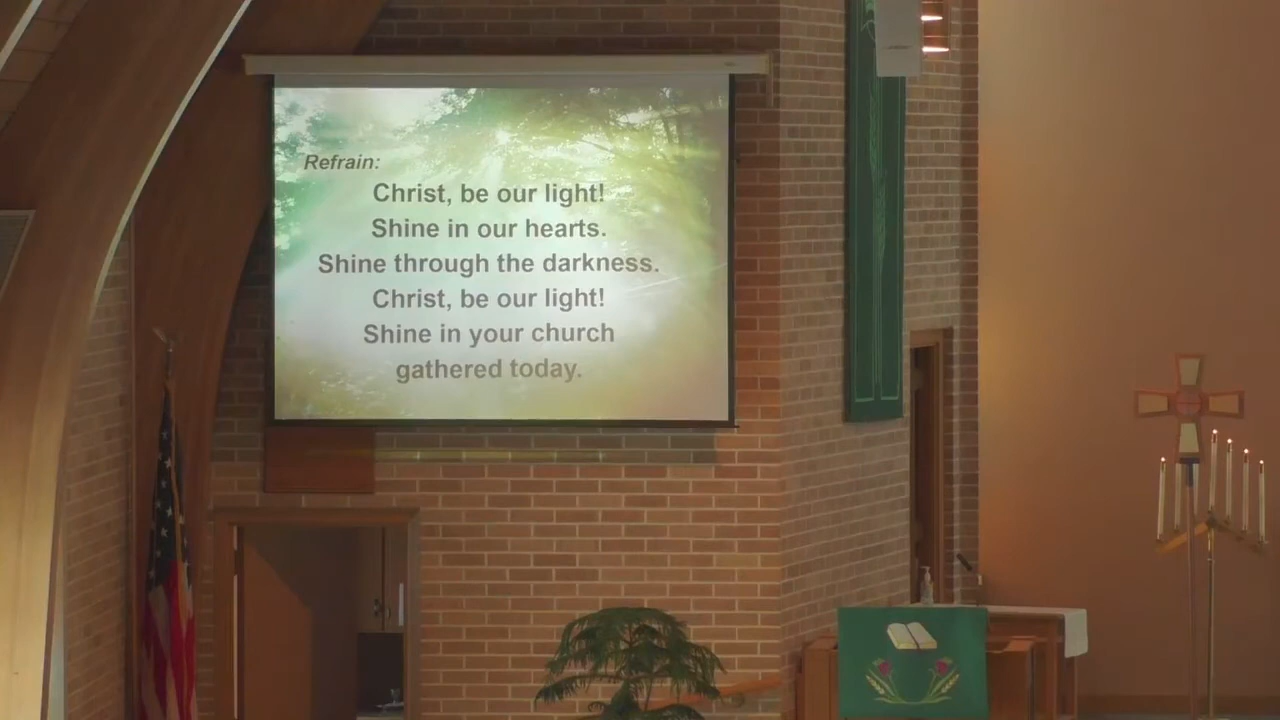 Refrain:
Christ, be our light!
Shine in our hearts.
Shine through the darkness.
Christ, be our light!
Shine in your church
gathered today.